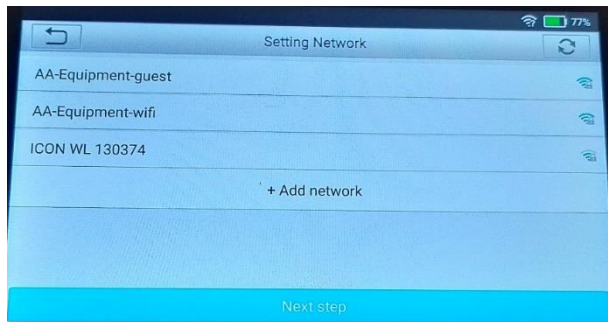 77%
Setting Network
AA-Equipment-guest
AA-Equipment-wifi
ICON WL 130374
+ Add network
Next step